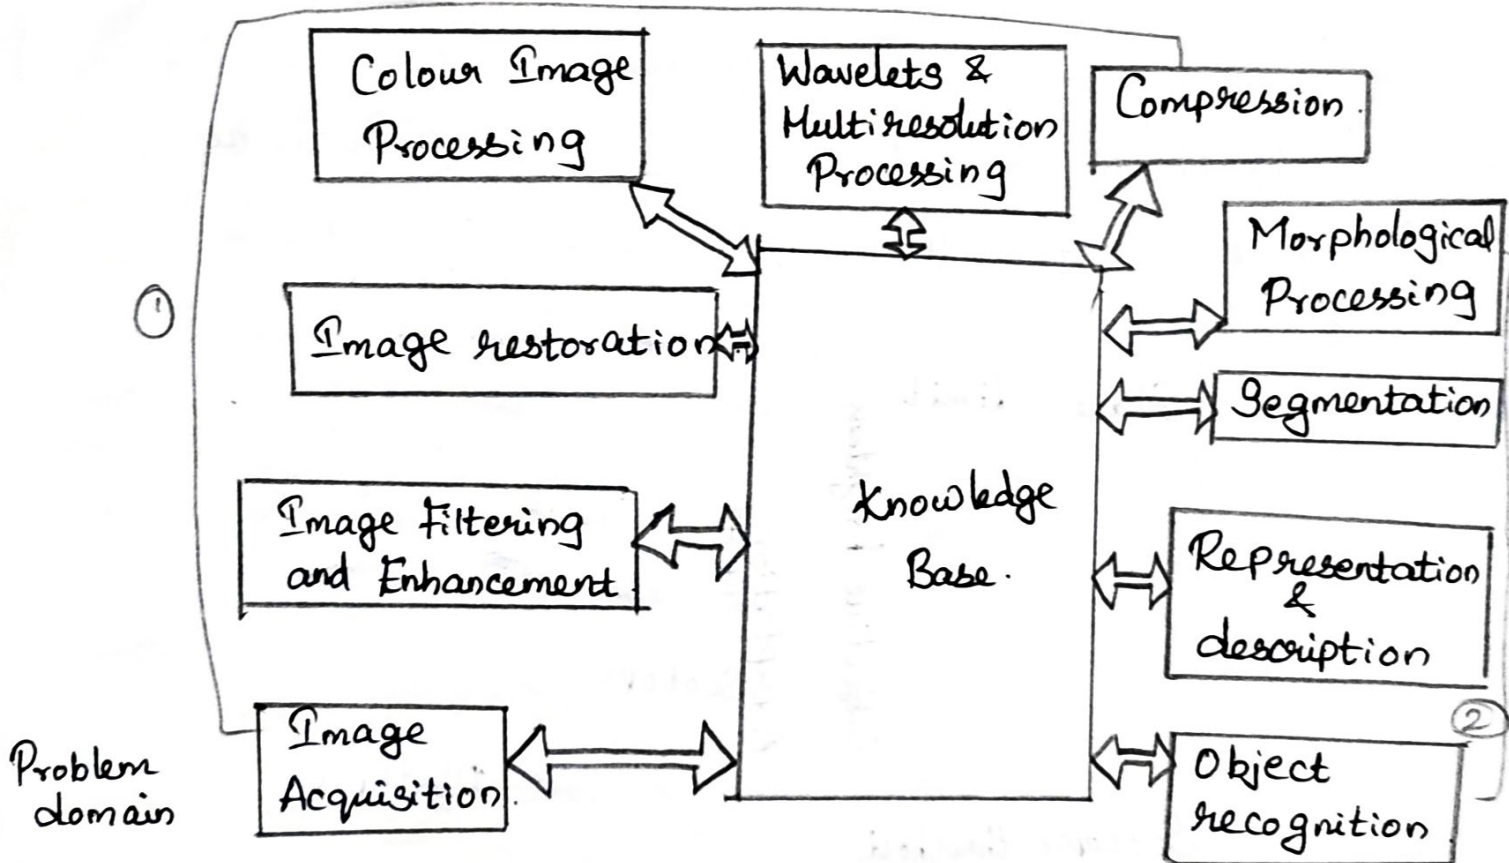 Colour Image
Processing
Wavelets &
Multiresolution
Processing
Compression.
Morphological
Processing
①
Image restoration
Segmentation
Image Filtering
and Enhancement
Knowledge
Base.
Representation
&
description
②
Problem
domain
Image
Acquisition.
Object
recognition